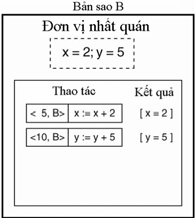 Bản sao B
Đơn vị nhất quán
x = 2; y = 5
Thao tác Kết quả
< 5, B> x := x + 2 [ x = 2 ]
<10, B> y := y + 5 [ y = 5 ]